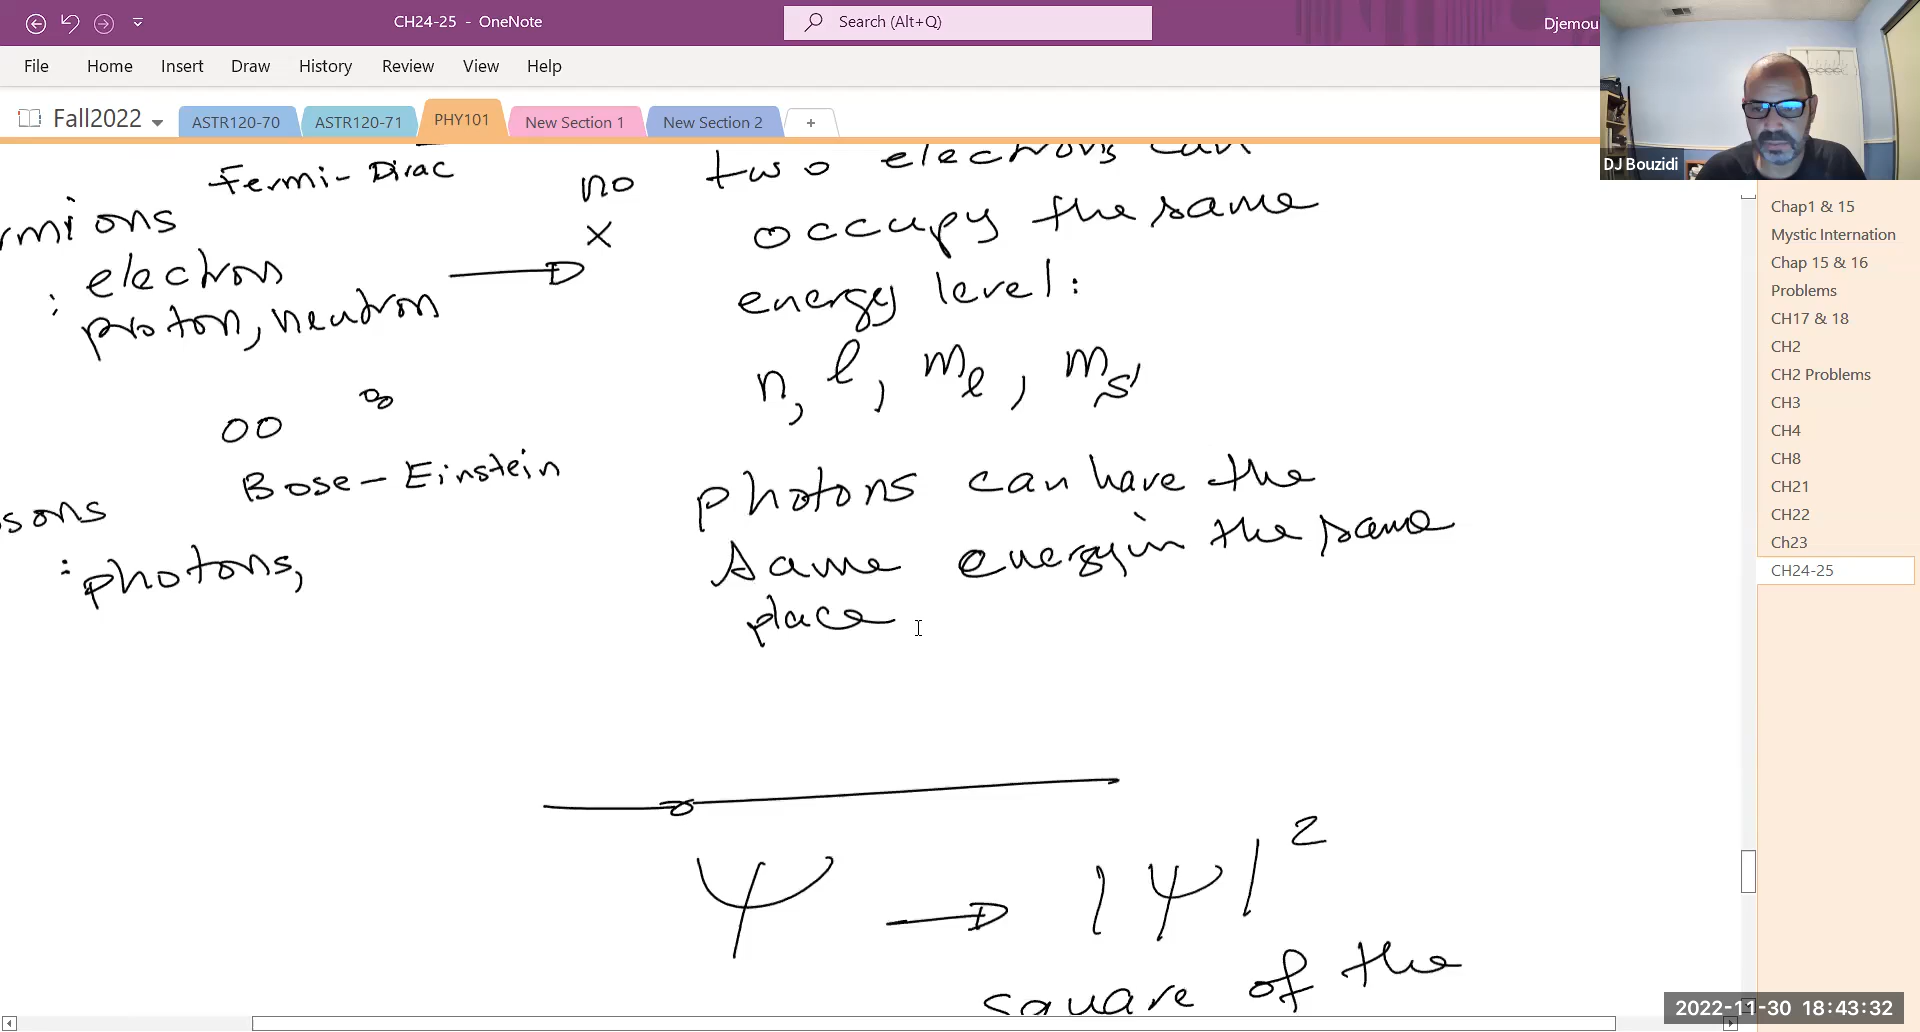 CH24-25 - OneNote
Search (Alt+Q)
Djemou
File Home Insert Draw History Review View Help
Fall2022
ASTR120-70
ASTR120-71
PHY101
New Section 1
New Section 2
+
DJ Bouzidi
Chap1 & 15
Mystic Internation
Chap 15 & 16
Problems
CH17 & 18
CH2
CH2 Problems
CH3
CH4
CH8
CH21
CH22
Ch23
CH24-25
Fermi-Dirac
rmions
: electron
proton, neutron
no
x
two electrons can
occupy the same
energy level:
n, l, m_l, m_s,
oo
Bose-Einstein
sons
: photons,
photons can have the
same energy in the same
place
Ψ → |Ψ|²
square of the
2022-11-30 18:43:32